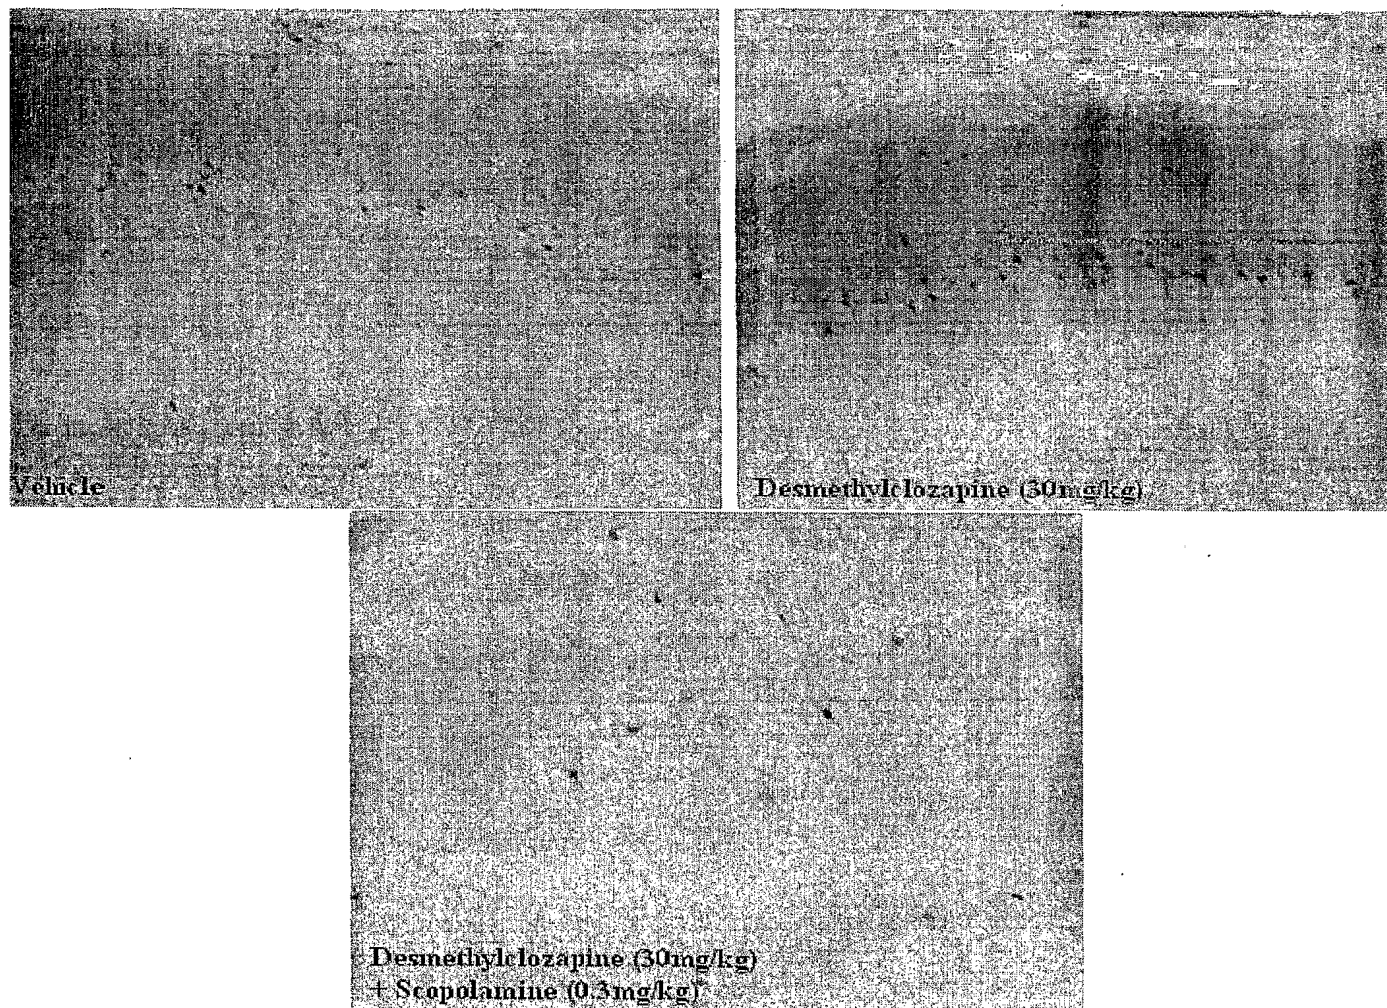 Vehicle
Desmethylclozapine (30mg/kg)
Desmethylclozapine (30mg/kg)
+ Scopolamine (0.3mg/kg)